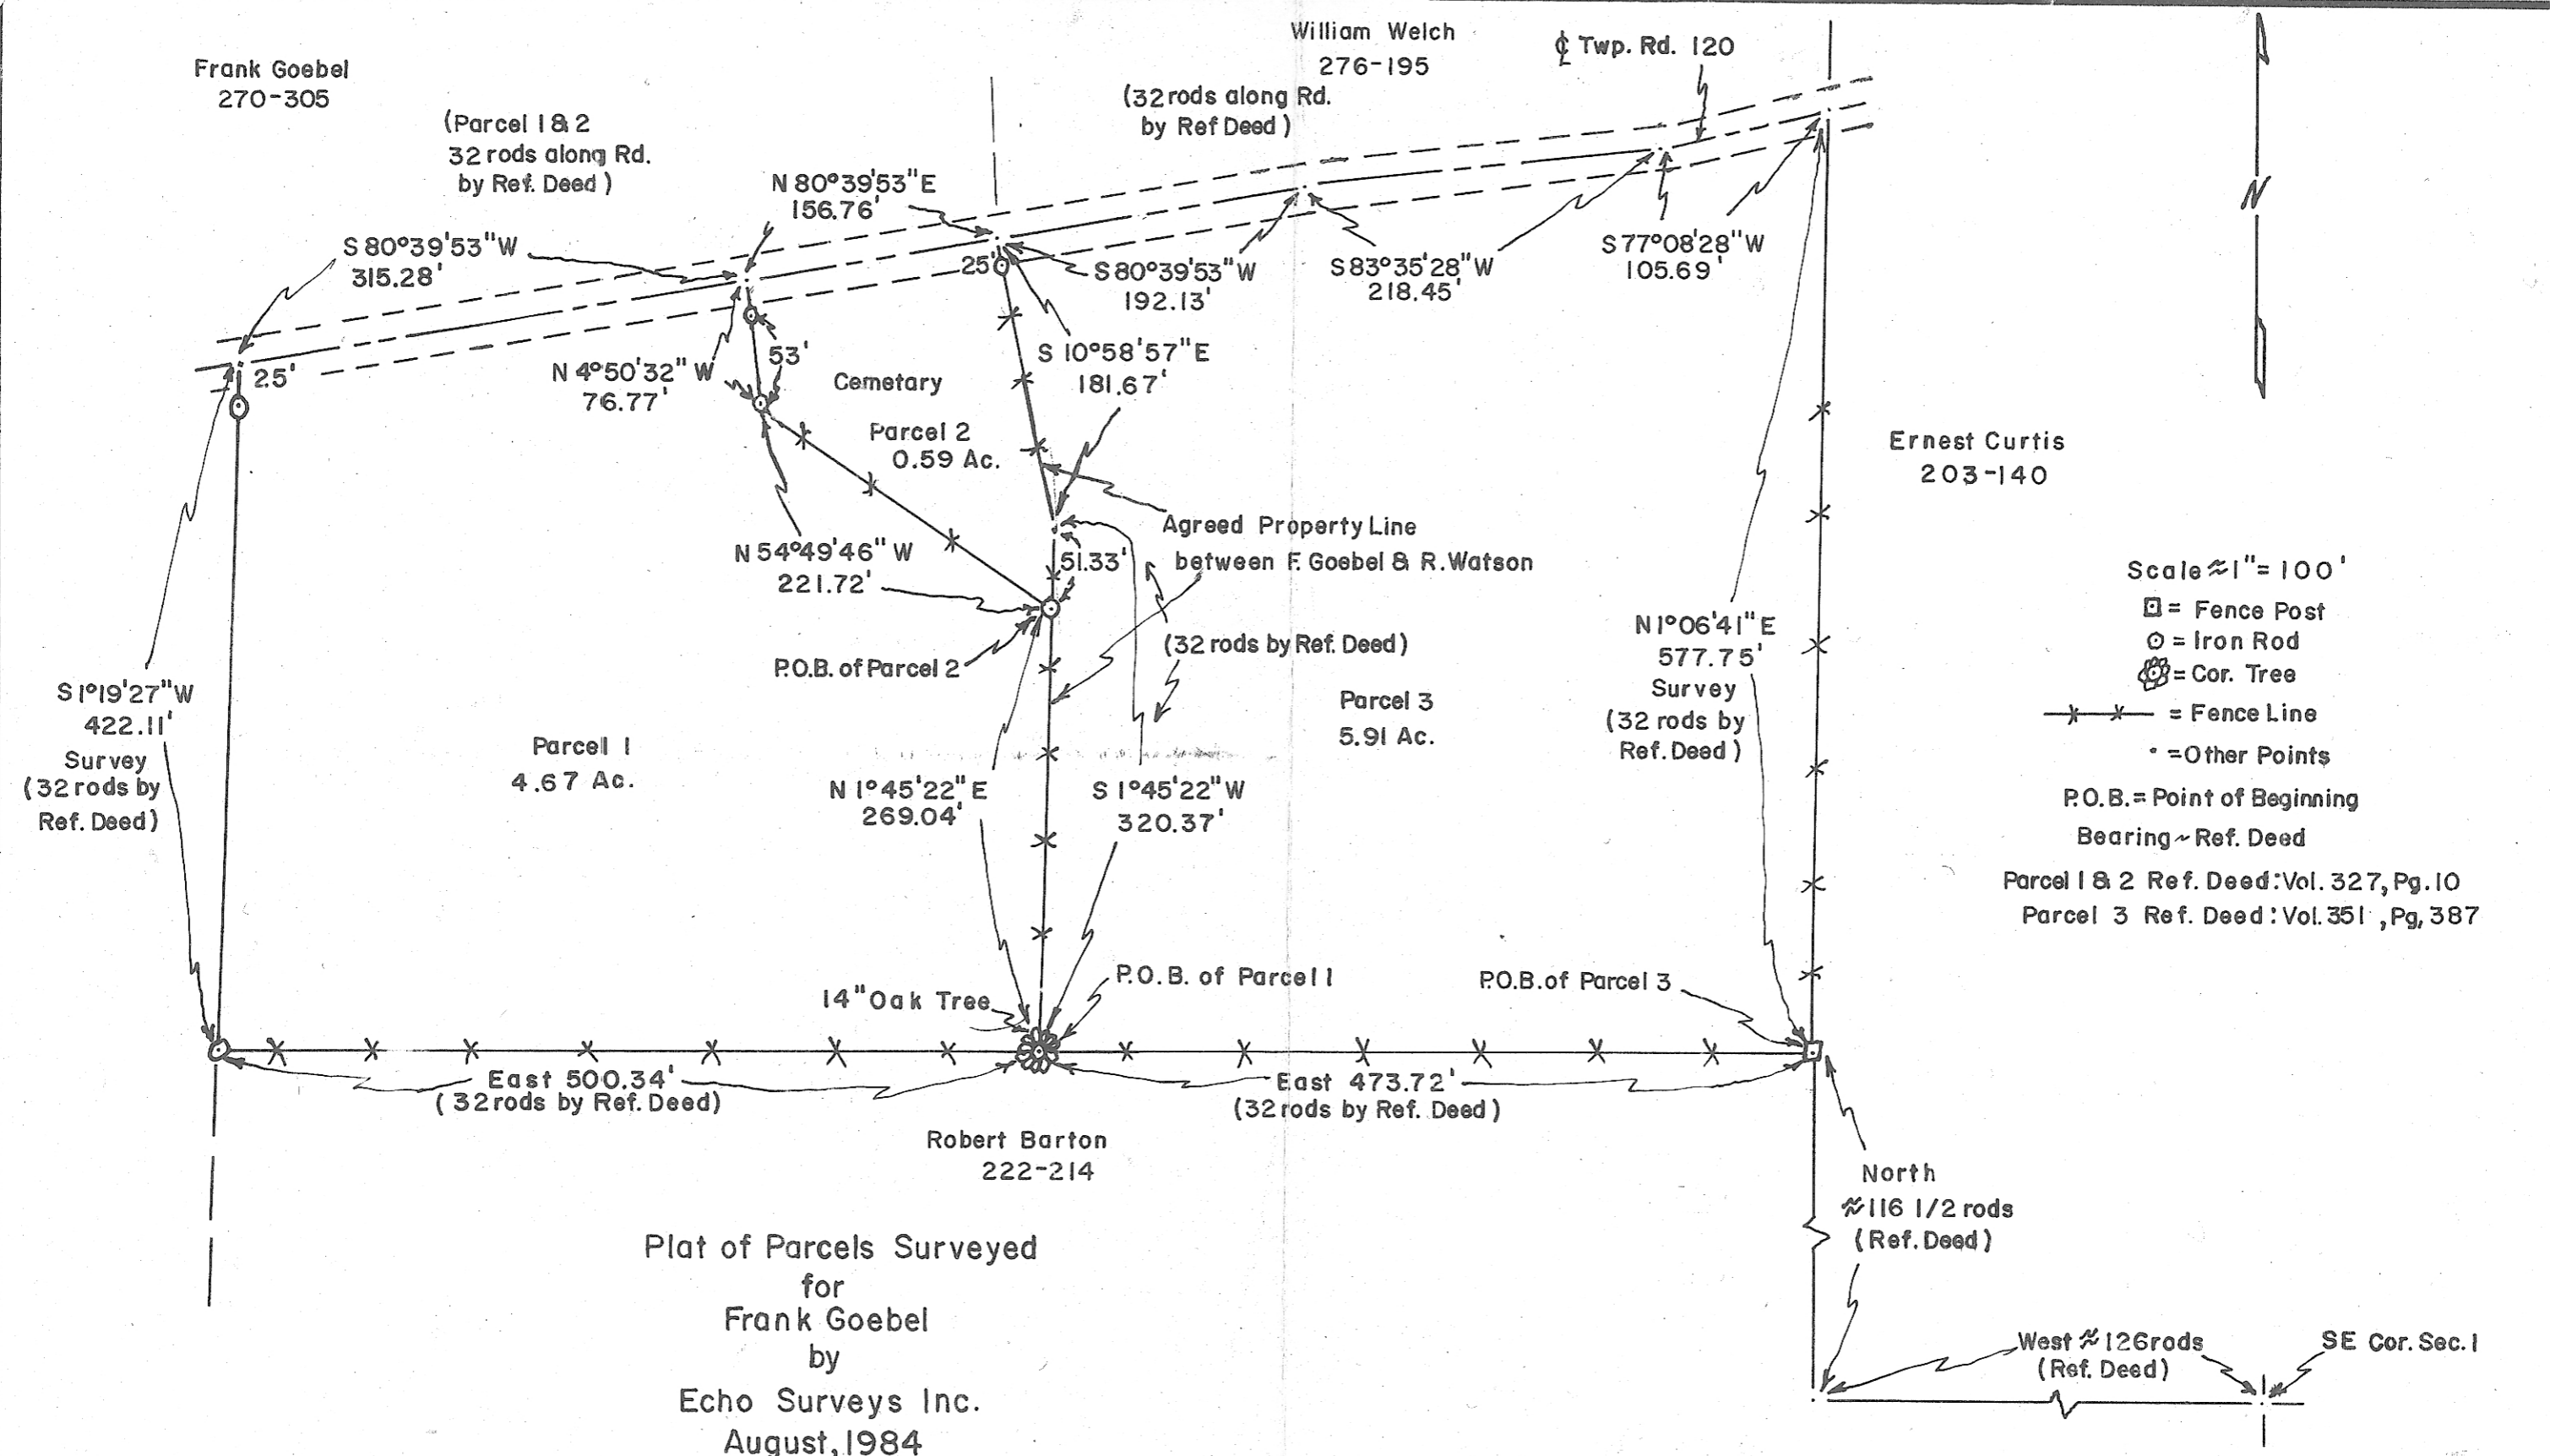 Frank Goebel
270-305
(Parcel 1 & 2
32 rods along Rd.
by Ref. Deed)
William Welch
276-195
(32 rods along Rd.
by Ref Deed)
℄ Twp. Rd. 120
N
N 80°39'53"E
156.76'
S 80°39'53"W
315.28'
25'
25'
S 80°39'53"W
192.13'
S 83°35'28"W
218.45'
S 77°08'28"W
105.69'
N 4°50'32" W
76.77'
53'
Cemetary
Parcel 2
0.59 Ac.
S 10°58'57"E
181.67'
Ernest Curtis
203-140
Agreed Property Line
between F. Goebel & R. Watson
N 54°49'46" W
221.72'
51.33'
P.O.B. of Parcel 2
(32 rods by Ref. Deed)
N 1°06'41" E
577.75'
Survey
(32 rods by
Ref. Deed)
S 1°19'27"W
422.11'
Survey
(32 rods by
Ref. Deed)
Parcel 1
4.67 Ac.
Parcel 3
5.91 Ac.
N 1°45'22" E
269.04'
S 1°45'22"W
320.37'
Scale ≈ 1" = 100'
= Fence Post
= Iron Rod
= Cor. Tree
= Fence Line
= Other Points
P.O.B. = Point of Beginning
Bearing ~ Ref. Deed
Parcel 1 & 2 Ref. Deed: Vol. 327, Pg. 10
Parcel 3 Ref. Deed: Vol. 351, Pg. 387
14" Oak Tree
P.O.B. of Parcel 1
P.O.B. of Parcel 3
East 500.34'
(32 rods by Ref. Deed)
East 473.72'
(32 rods by Ref. Deed)
Robert Barton
222-214
North
≈ 116 1/2 rods
(Ref. Deed)
West ≈ 126 rods
(Ref. Deed)
SE Cor. Sec. 1
Plat of Parcels Surveyed
for
Frank Goebel
by
Echo Surveys Inc.
August, 1984